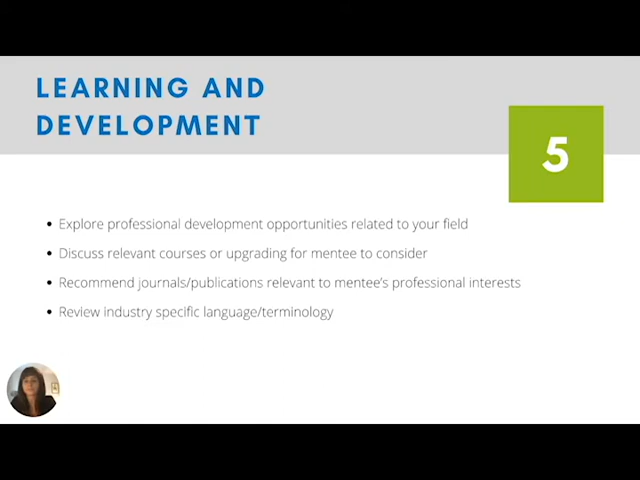 LEARNING AND
DEVELOPMENT
5
• Explore professional development opportunities related to your field
• Discuss relevant courses or upgrading for mentee to consider
• Recommend journals/publications relevant to mentee's professional interests
• Review industry specific language/terminology